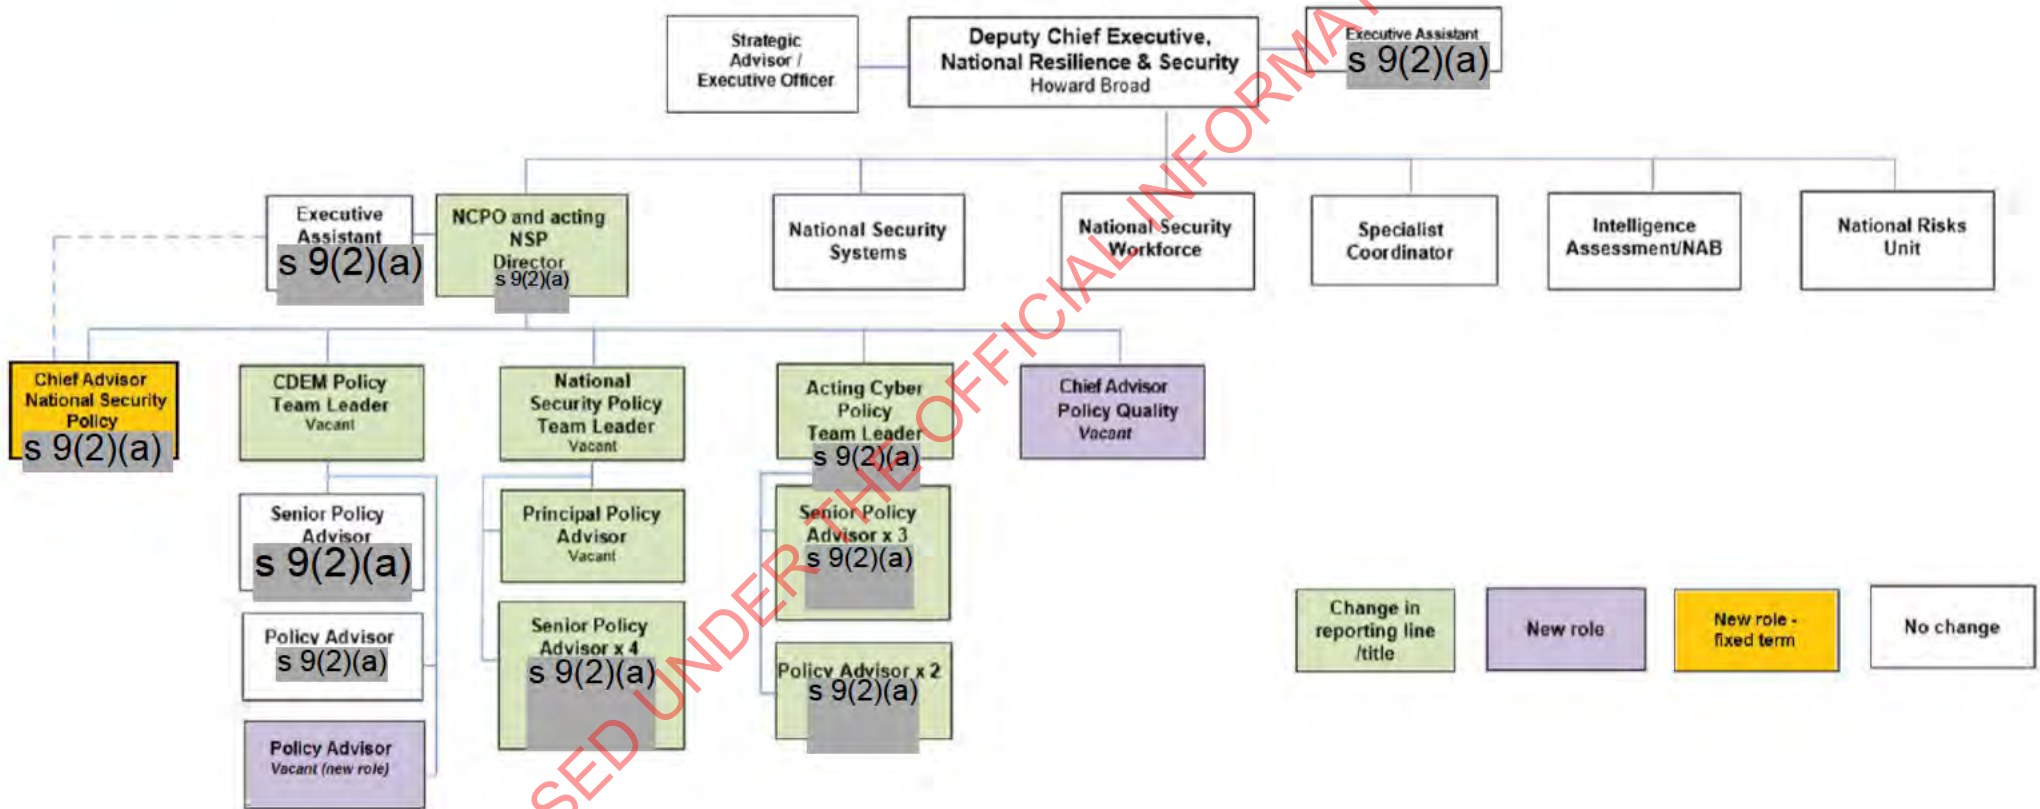 Strategic
Advisor /
Executive Officer
Deputy Chief Executive,
National Resilience & Security
Howard Broad
Executive Assistant
s 9(2)(a)
Executive
Assistant
s 9(2)(a)
NCPO and acting
NSP
Director
s 9(2)(a)
National Security
Systems
National Security
Workforce
Specialist
Coordinator
Intelligence
Assessment/NAB
National Risks
Unit
Chief Advisor
National Security
Policy
s 9(2)(a)
CDEM Policy
Team Leader
Vacant
National
Security Policy
Team Leader
Vacant
Acting Cyber
Policy
Team Leader
s 9(2)(a)
Chief Advisor
Policy Quality
Vacant
Senior Policy
Advisor
s 9(2)(a)
Policy Advisor
s 9(2)(a)
Policy Advisor
Vacant (new role)
Principal Policy
Advisor
Vacant
Senior Policy
Advisor x 4
s 9(2)(a)
Senior Policy
Advisor x 3
s 9(2)(a)
Policy Advisor x 2
s 9(2)(a)
Change in
reporting line
/title
New role
New role -
fixed term
No change
SED UNDER THE OFFICIAL INFORMAT